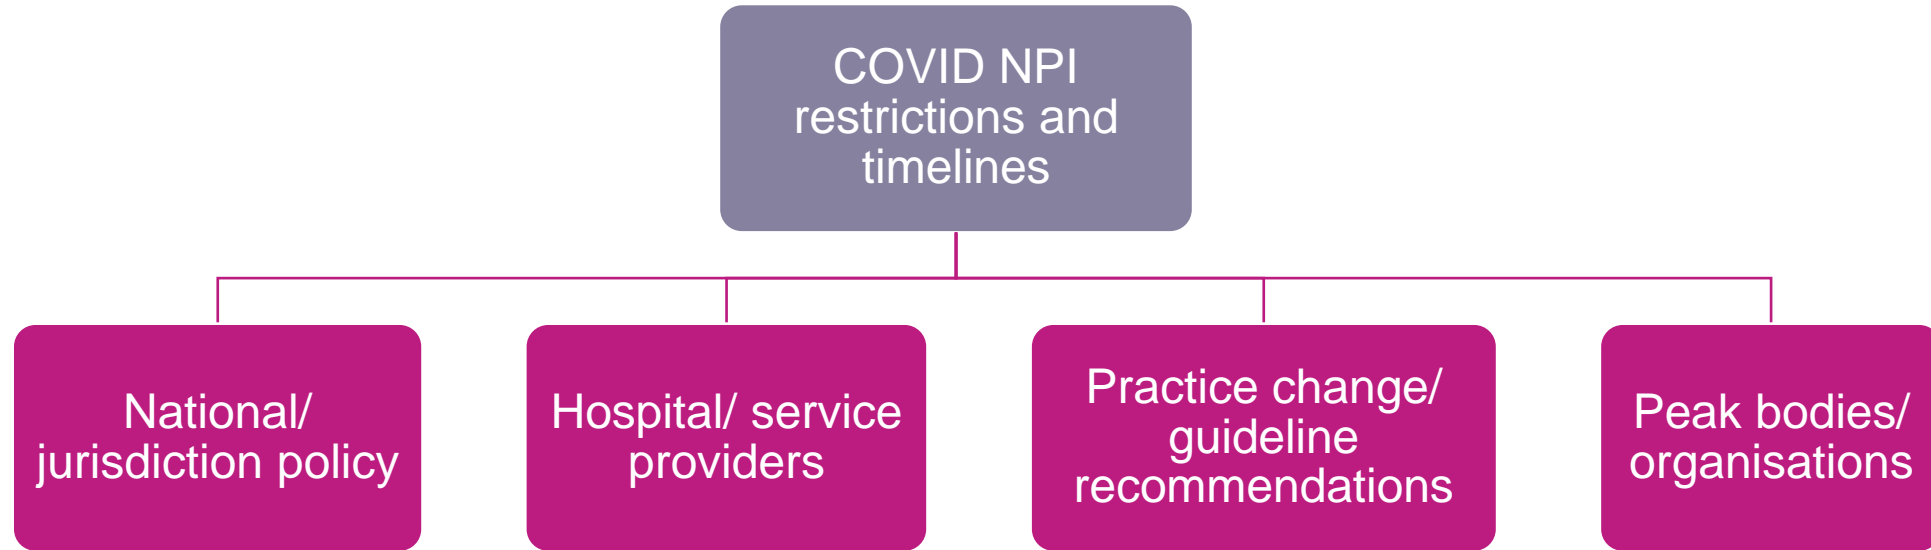 COVID NPI
restrictions and
timelines
National/
jurisdiction policy
Hospital/ service
providers
Practice change/
guideline
recommendations
Peak bodies/
organisations